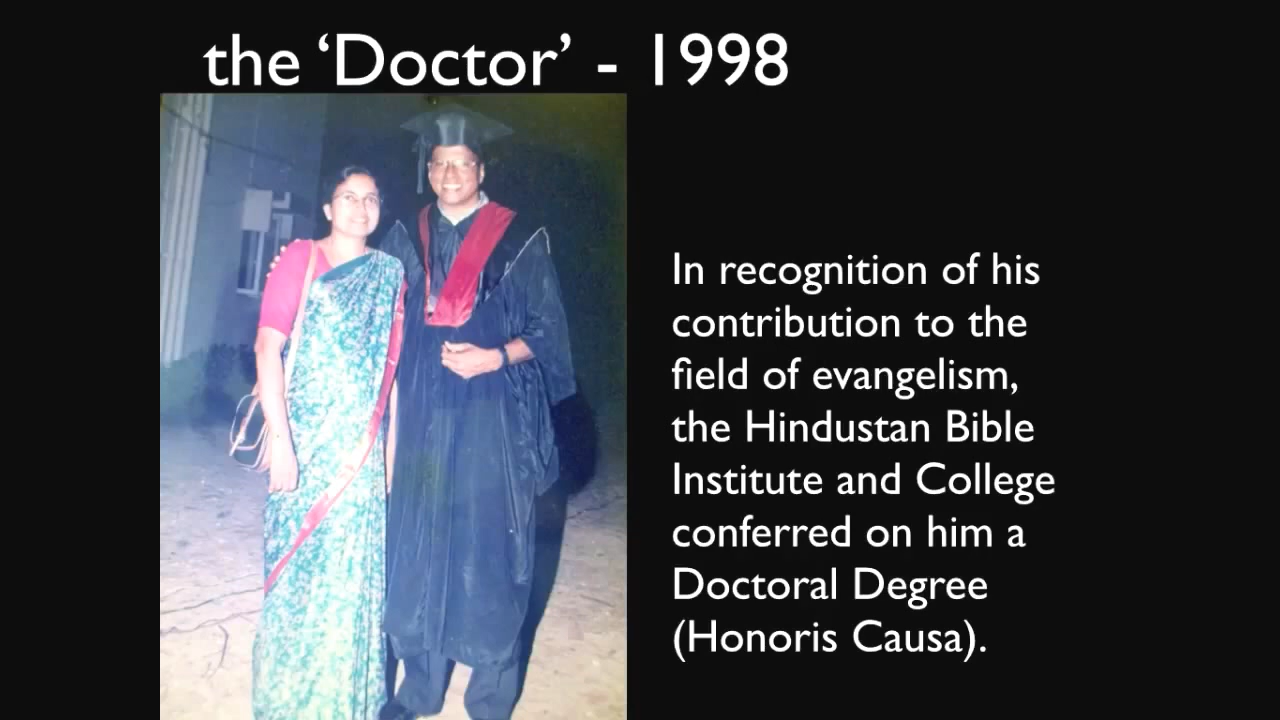 the ‘Doctor’ - 1998
In recognition of his
contribution to the
field of evangelism,
the Hindustan Bible
Institute and College
conferred on him a
Doctoral Degree
(Honoris Causa).